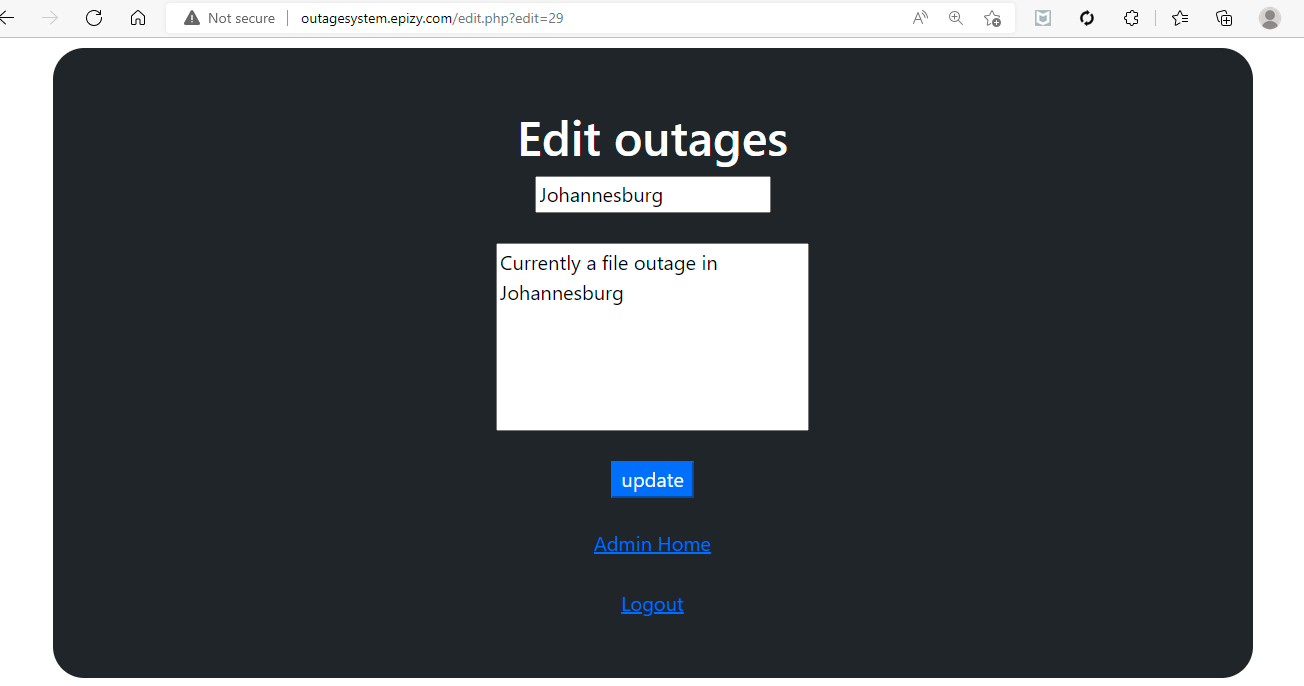 Not secure
outagesystem.epizy.com/edit.php?edit=29
Edit outages
Johannesburg
Currently a file outage in
Johannesburg
update
Admin Home
Logout